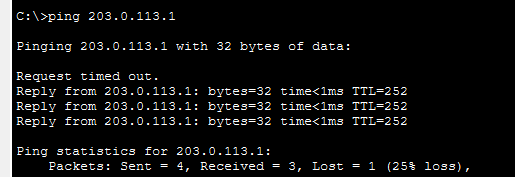 C:\>ping 203.0.113.1
Pinging 203.0.113.1 with 32 bytes of data:
Request timed out.
Reply from 203.0.113.1: bytes=32 time<1ms TTL=252
Reply from 203.0.113.1: bytes=32 time<1ms TTL=252
Reply from 203.0.113.1: bytes=32 time<1ms TTL=252
Ping statistics for 203.0.113.1:
Packets: Sent = 4, Received = 3, Lost = 1 (25% loss),